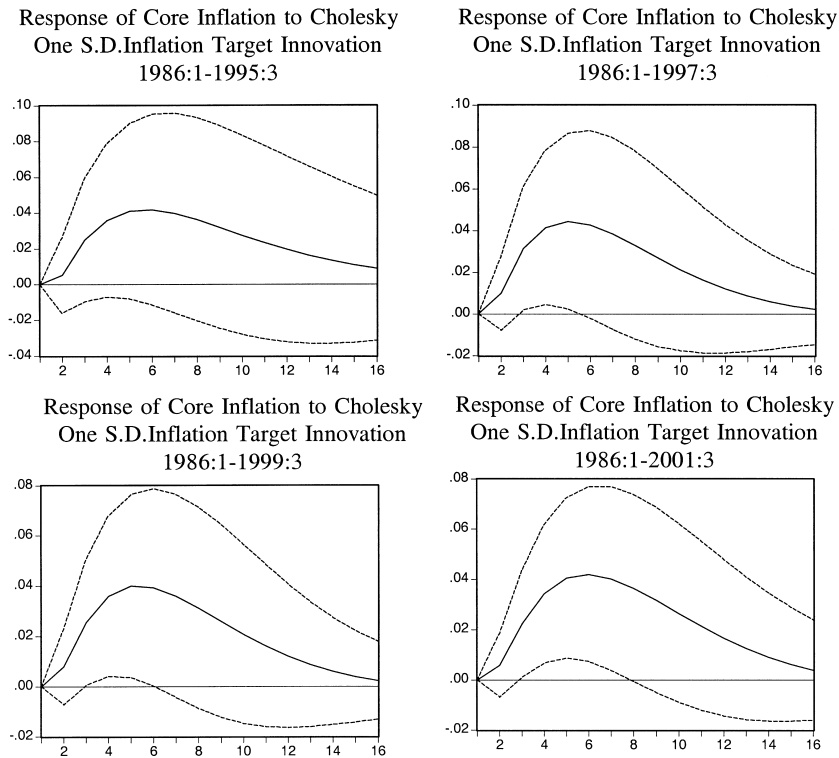 Response of Core Inflation to Cholesky
One S.D.Inflation Target Innovation
1986:1-1995:3
.10
.08
.06
.04
.02
.00
-.02
-.04
2 4 6 8 10 12 14 16
Response of Core Inflation to Cholesky
One S.D.Inflation Target Innovation
1986:1-1997:3
.10
.08
.06
.04
.02
.00
-.02
2 4 6 8 10 12 14 16
Response of Core Inflation to Cholesky
One S.D.Inflation Target Innovation
1986:1-1999:3
.08
.06
.04
.02
.00
-.02
2 4 6 8 10 12 14 16
Response of Core Inflation to Cholesky
One S.D.Inflation Target Innovation
1986:1-2001:3
.08
.06
.04
.02
.00
-.02
2 4 6 8 10 12 14 16